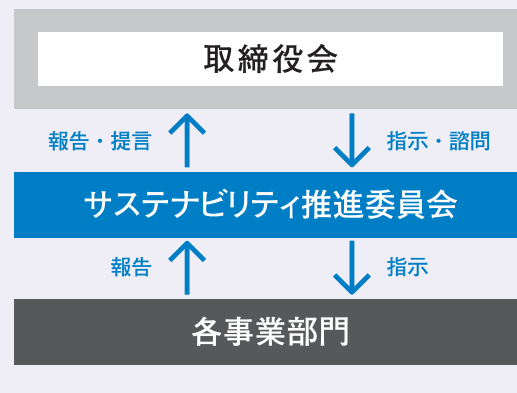 取締役会
報告・提言
指示・諮問
サステナビリティ推進委員会
報告
指示
各事業部門